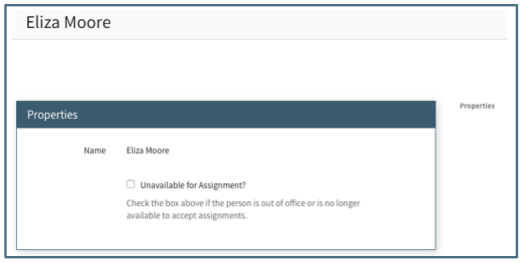 Eliza Moore
Properties
Properties
Name Eliza Moore
Unavailable for Assignment?
Check the box above if the person is out of office or is no longer
available to accept assignments.